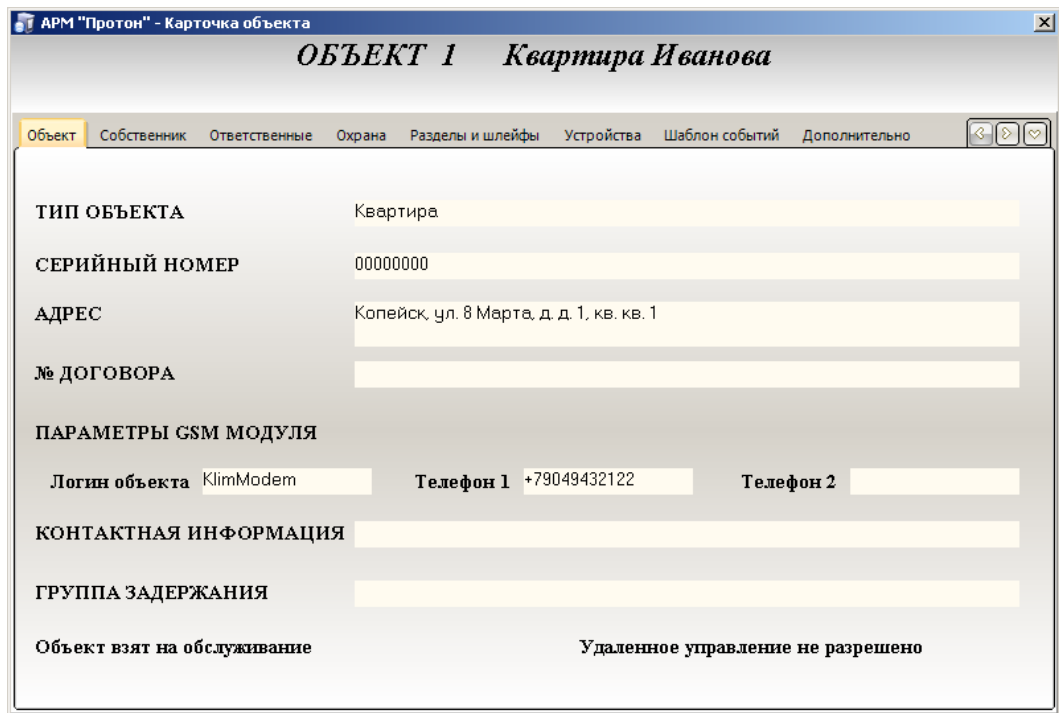 АРМ "Протон" - Карточка объекта
ОБЪЕКТ 1 Квартира Иванова
Объект Собственник Ответственные Охрана Разделы и шлейфы Устройства Шаблон событий Дополнительно
ТИП ОБЪЕКТА Квартира
СЕРИЙНЫЙ НОМЕР 00000000
АДРЕС Копейск, ул. 8 Марта, д. д. 1, кв. кв. 1
№ ДОГОВОРА
ПАРАМЕТРЫ GSM МОДУЛЯ
Логин объекта KlimModem Телефон 1 +79049432122 Телефон 2
КОНТАКТНАЯ ИНФОРМАЦИЯ
ГРУППА ЗАДЕРЖАНИЯ
Объект взят на обслуживание Удаленное управление не разрешено